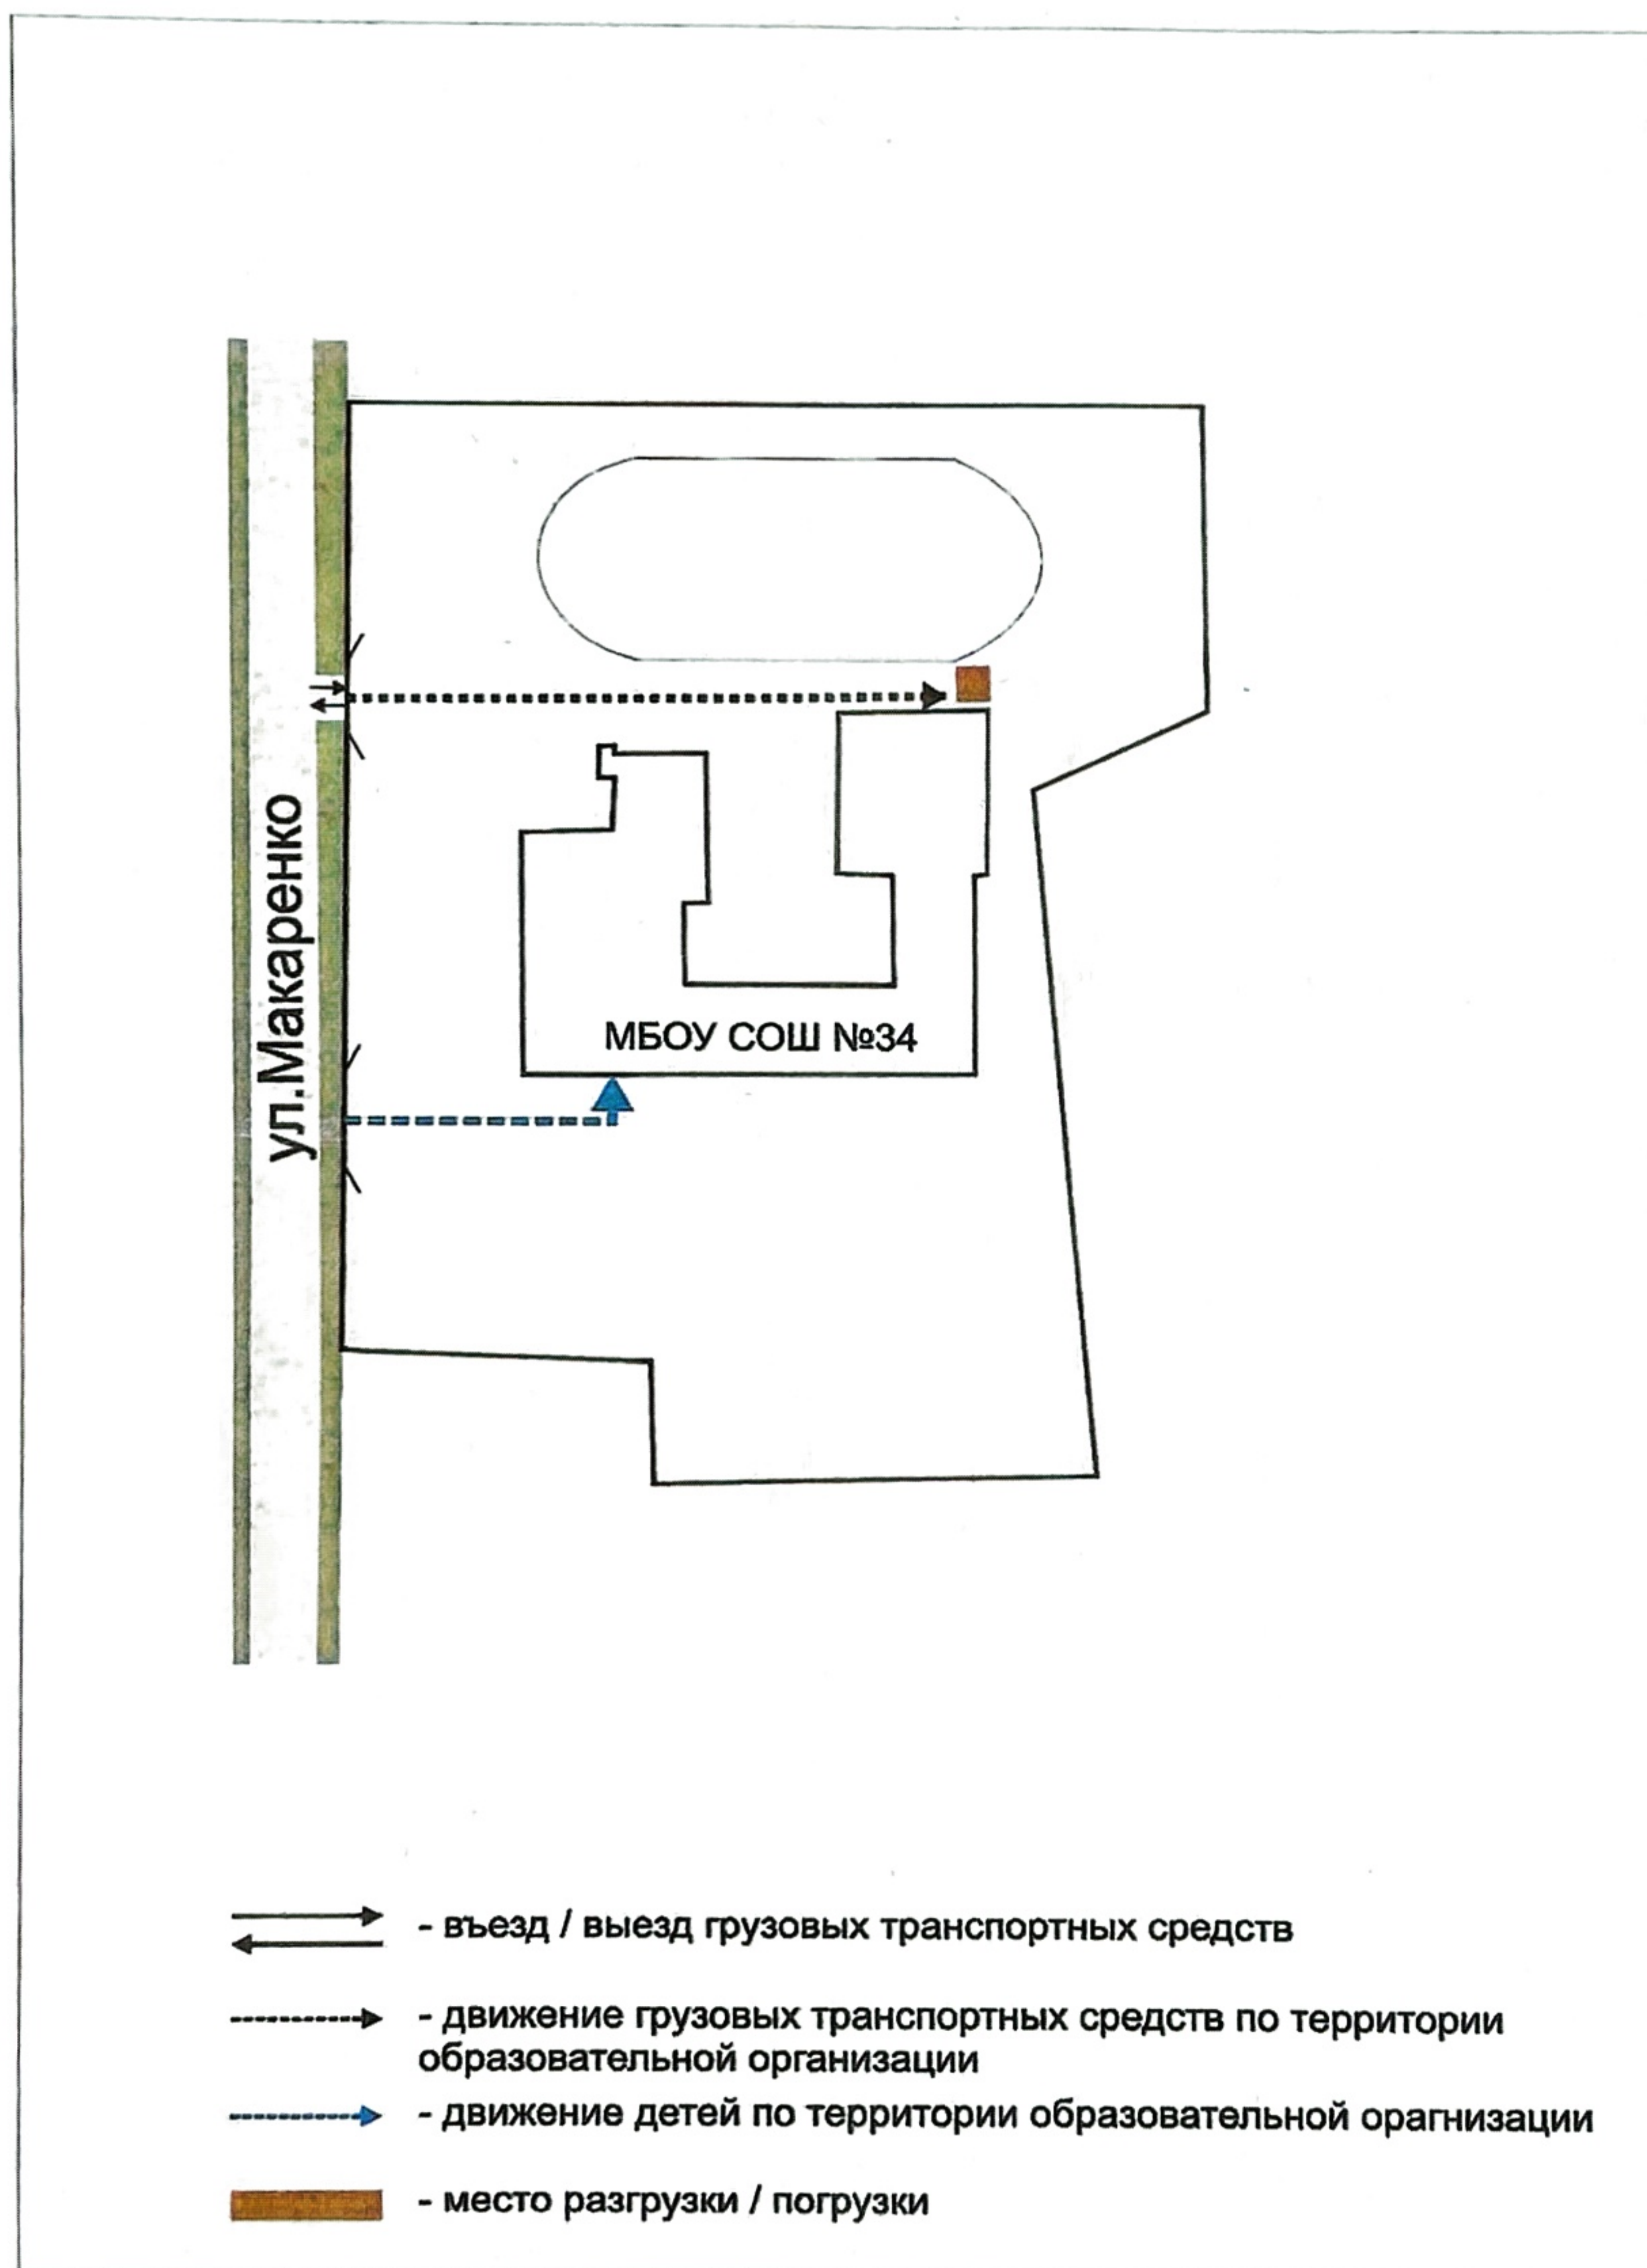 ул.Макаренко
МБОУ СОШ №34
- въезд / выезд грузовых транспортных средств
- движение грузовых транспортных средств по территории
образовательной организации
- движение детей по территории образовательной орагнизации
- место разгрузки / погрузки